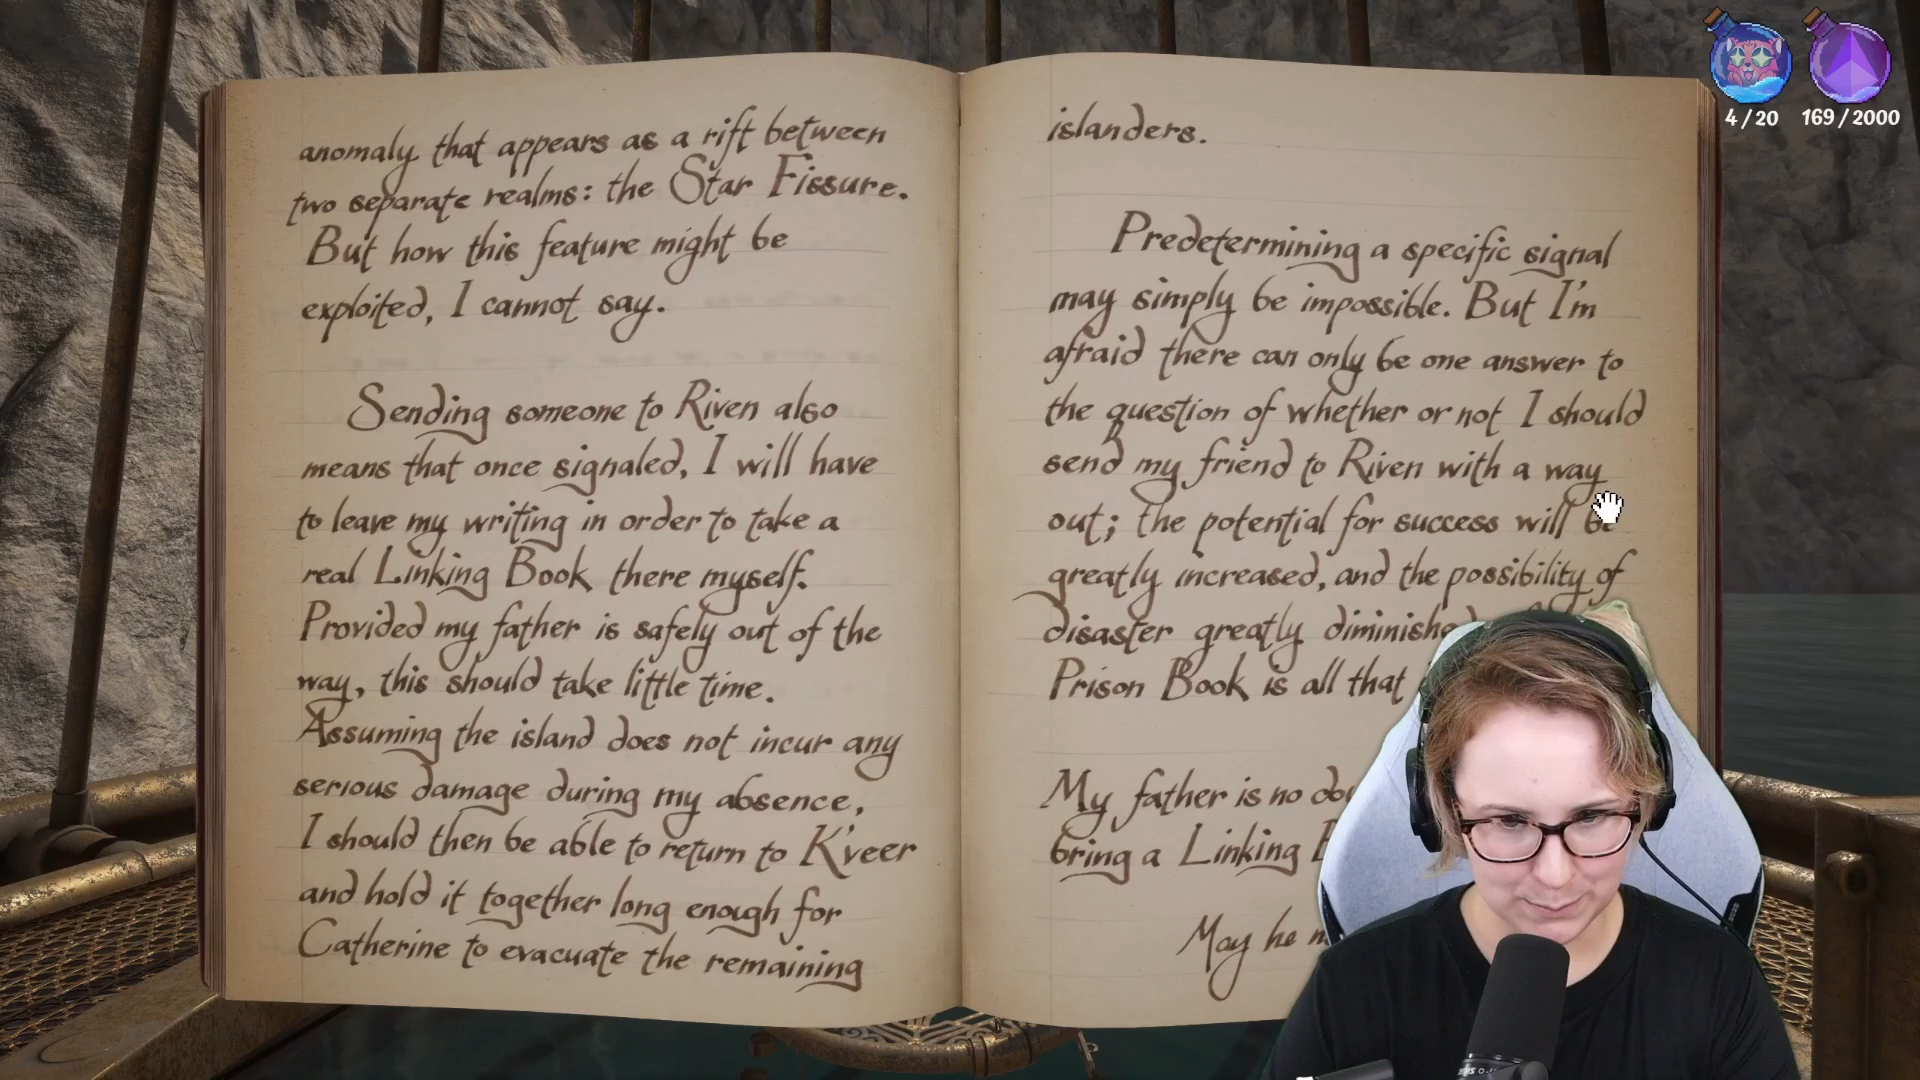 4/20 169/2000
anomaly that appears as a rift between
two separate realms: the Star Fissure.
But how this feature might be
exploited, I cannot say.
Sending someone to Riven also
means that once signaled, I will have
to leave my writing in order to take a
real Linking Book there myself.
Provided my father is safely out of the
way, this should take little time.
Assuming the island does not incur any
serious damage during my absence,
I should then be able to return to K'veer
and hold it together long enough for
Catherine to evacuate the remaining
islanders.
Predetermining a specific signal
may simply be impossible. But I'm
afraid there can only be one answer to
the question of whether or not I should
send my friend to Riven with a way
out; the potential for success will be
greatly increased, and the possibility of
disaster greatly
Prison Book is all that
My father is no
bring a Linking
May he